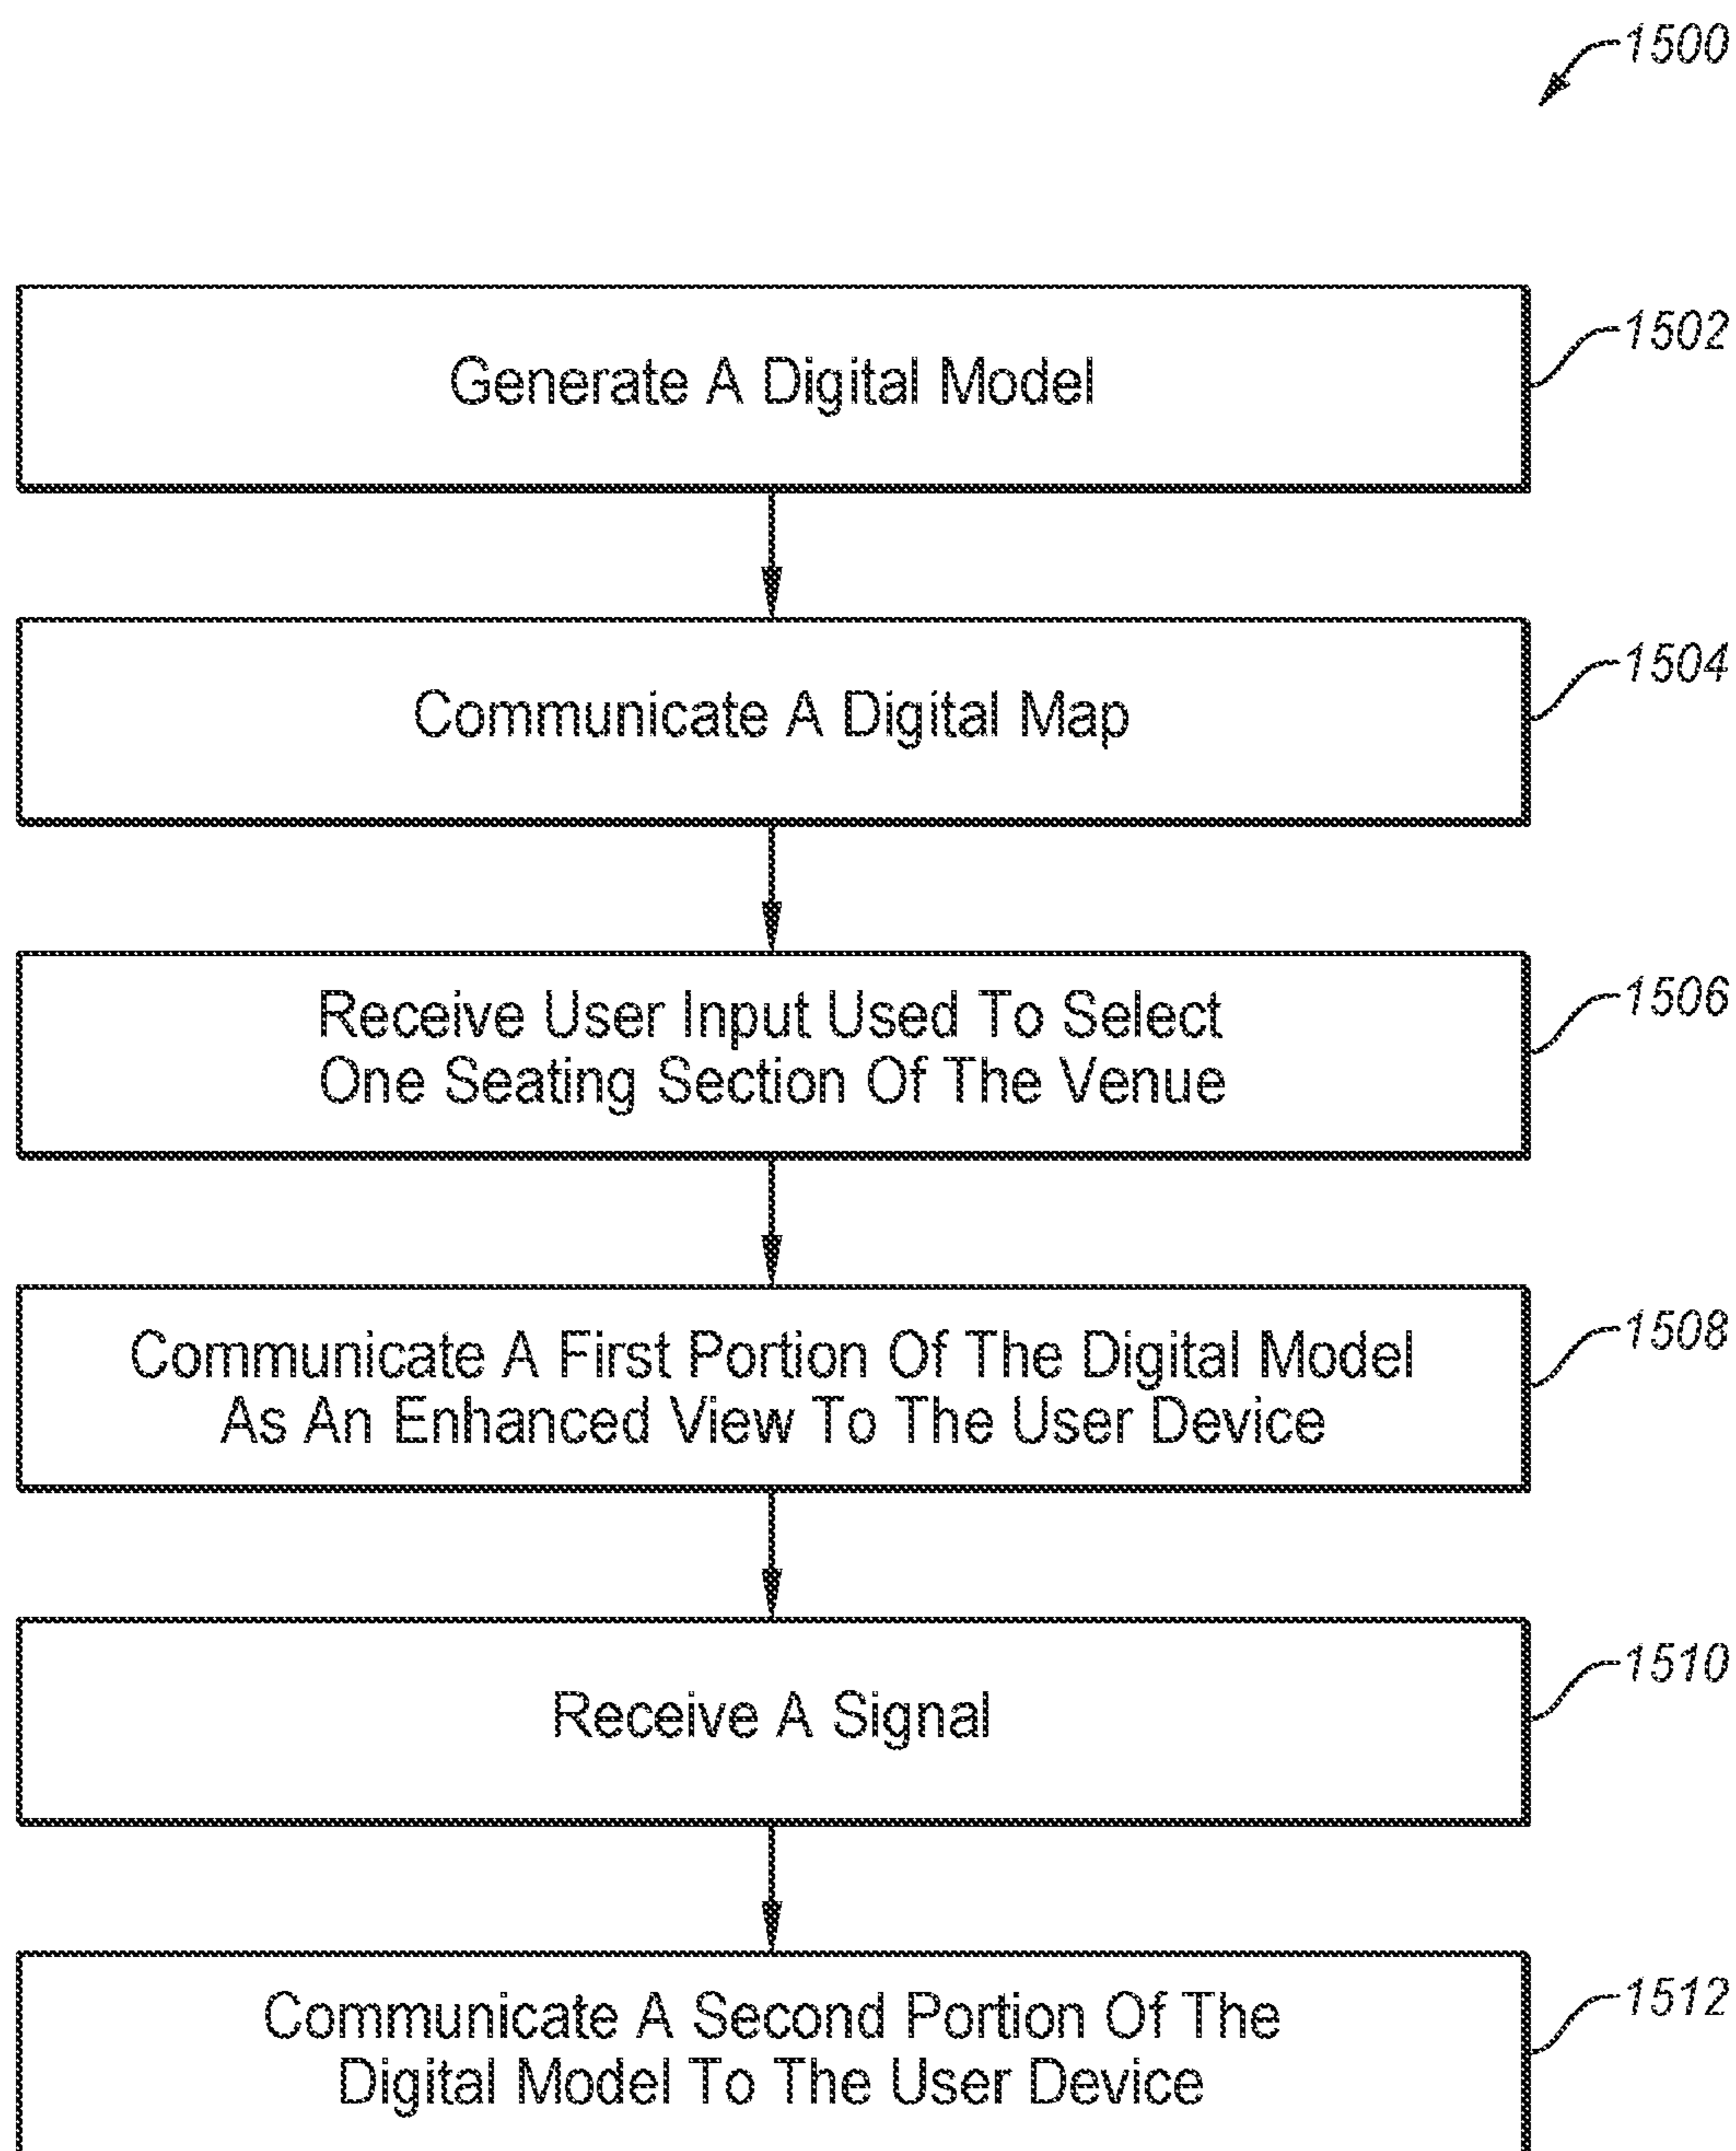 1500
Generate A Digital Model
1502
Communicate A Digital Map
1504
Receive User Input Used To Select
One Seating Section Of The Venue
1506
Communicate A First Portion Of The Digital Model
As An Enhanced View To The User Device
1508
Receive A Signal
1510
Communicate A Second Portion Of The
Digital Model To The User Device
1512